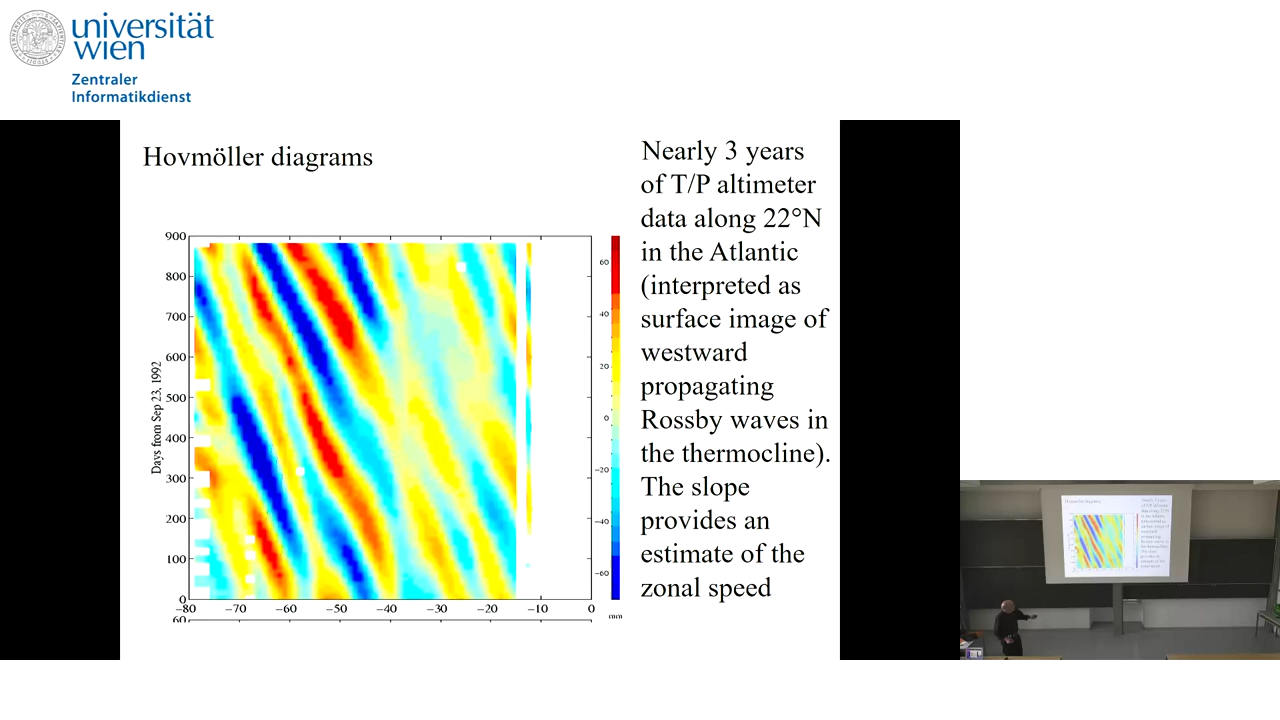 universität
wien
Zentraler
Informatikdienst
Hovmöller diagrams
Nearly 3 years
of T/P altimeter
data along 22°N
in the Atlantic
(interpreted as
surface image of
westward
propagating
Rossby waves in
the thermocline).
The slope
provides an
estimate of the
zonal speed
900
800
700
600
500
400
300
200
100
0
Days from Sep 23, 1992
−80
−70
−60
−50
−40
−30
−20
−10
0
60
60
40
20
0
−20
−40
−60
mm
Hovmöller diagrams